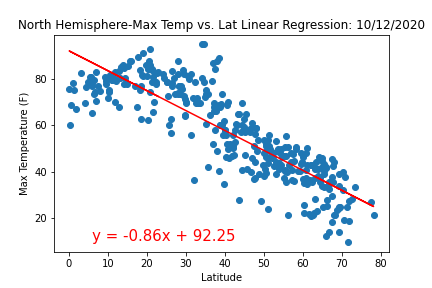 North Hemisphere-Max Temp vs. Lat Linear Regression: 10/12/2020
Max Temperature (F)
80
60
40
20
y = -0.86x + 92.25
0 10 20 30 40 50 60 70 80
Latitude